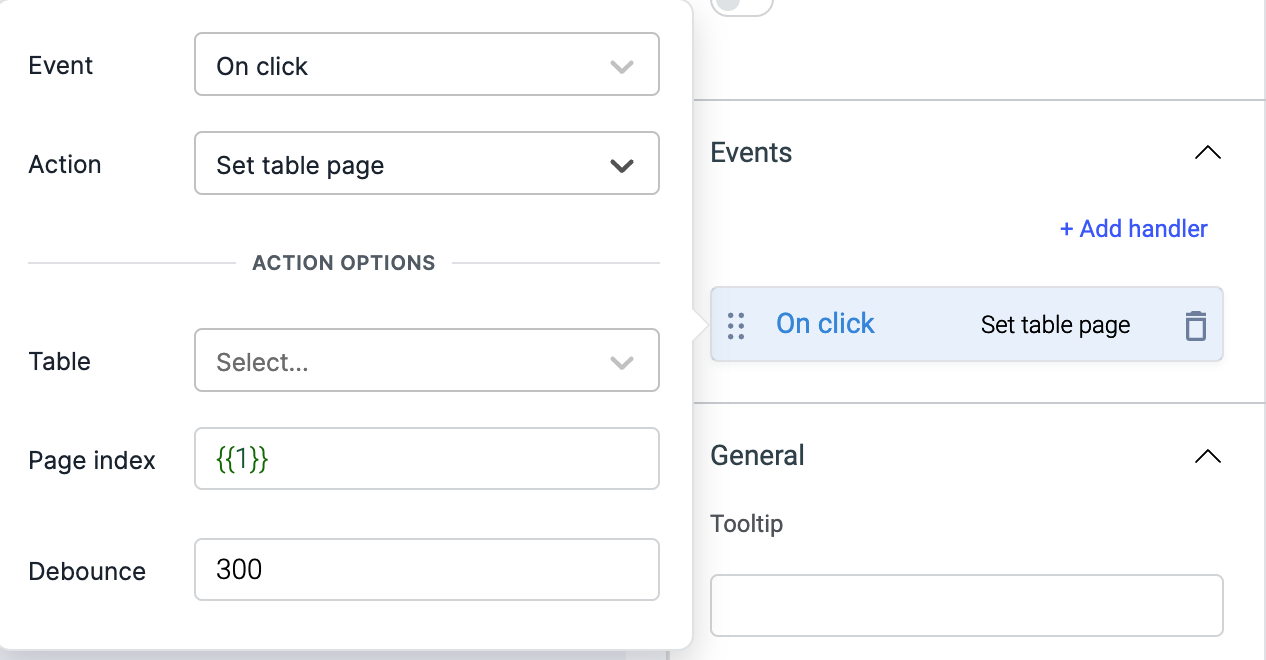 Event
On click
Action
Set table page
ACTION OPTIONS
Table
Select...
Page index
{{1}}
Debounce
300
Events
+ Add handler
On click
Set table page
General
Tooltip